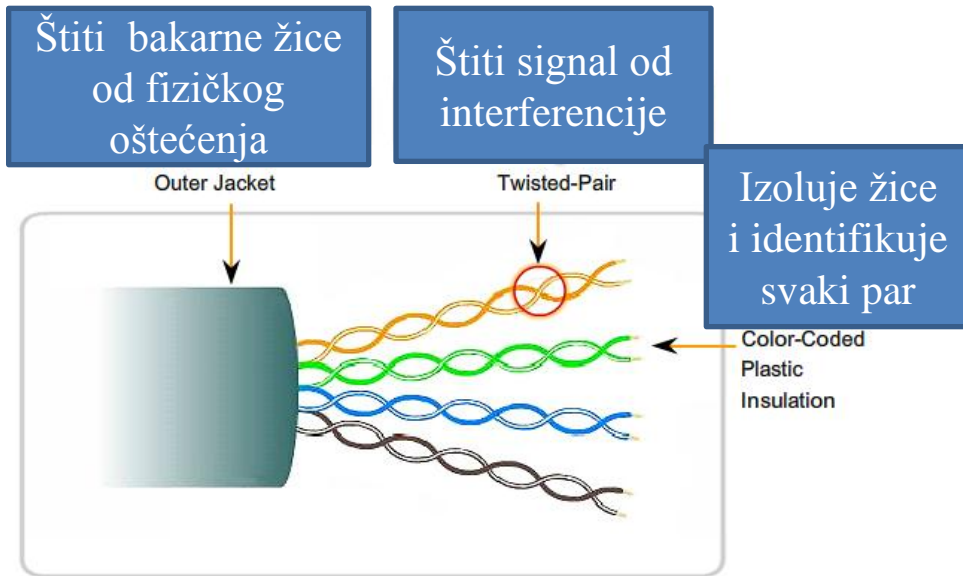 Štiti bakarne žice
od fizičkog
oštećenja
Štiti signal od
interferencije
Outer Jacket
Twisted-Pair
Izoluje žice
i identifikuje
svaki par
Color-Coded
Plastic
Insulation